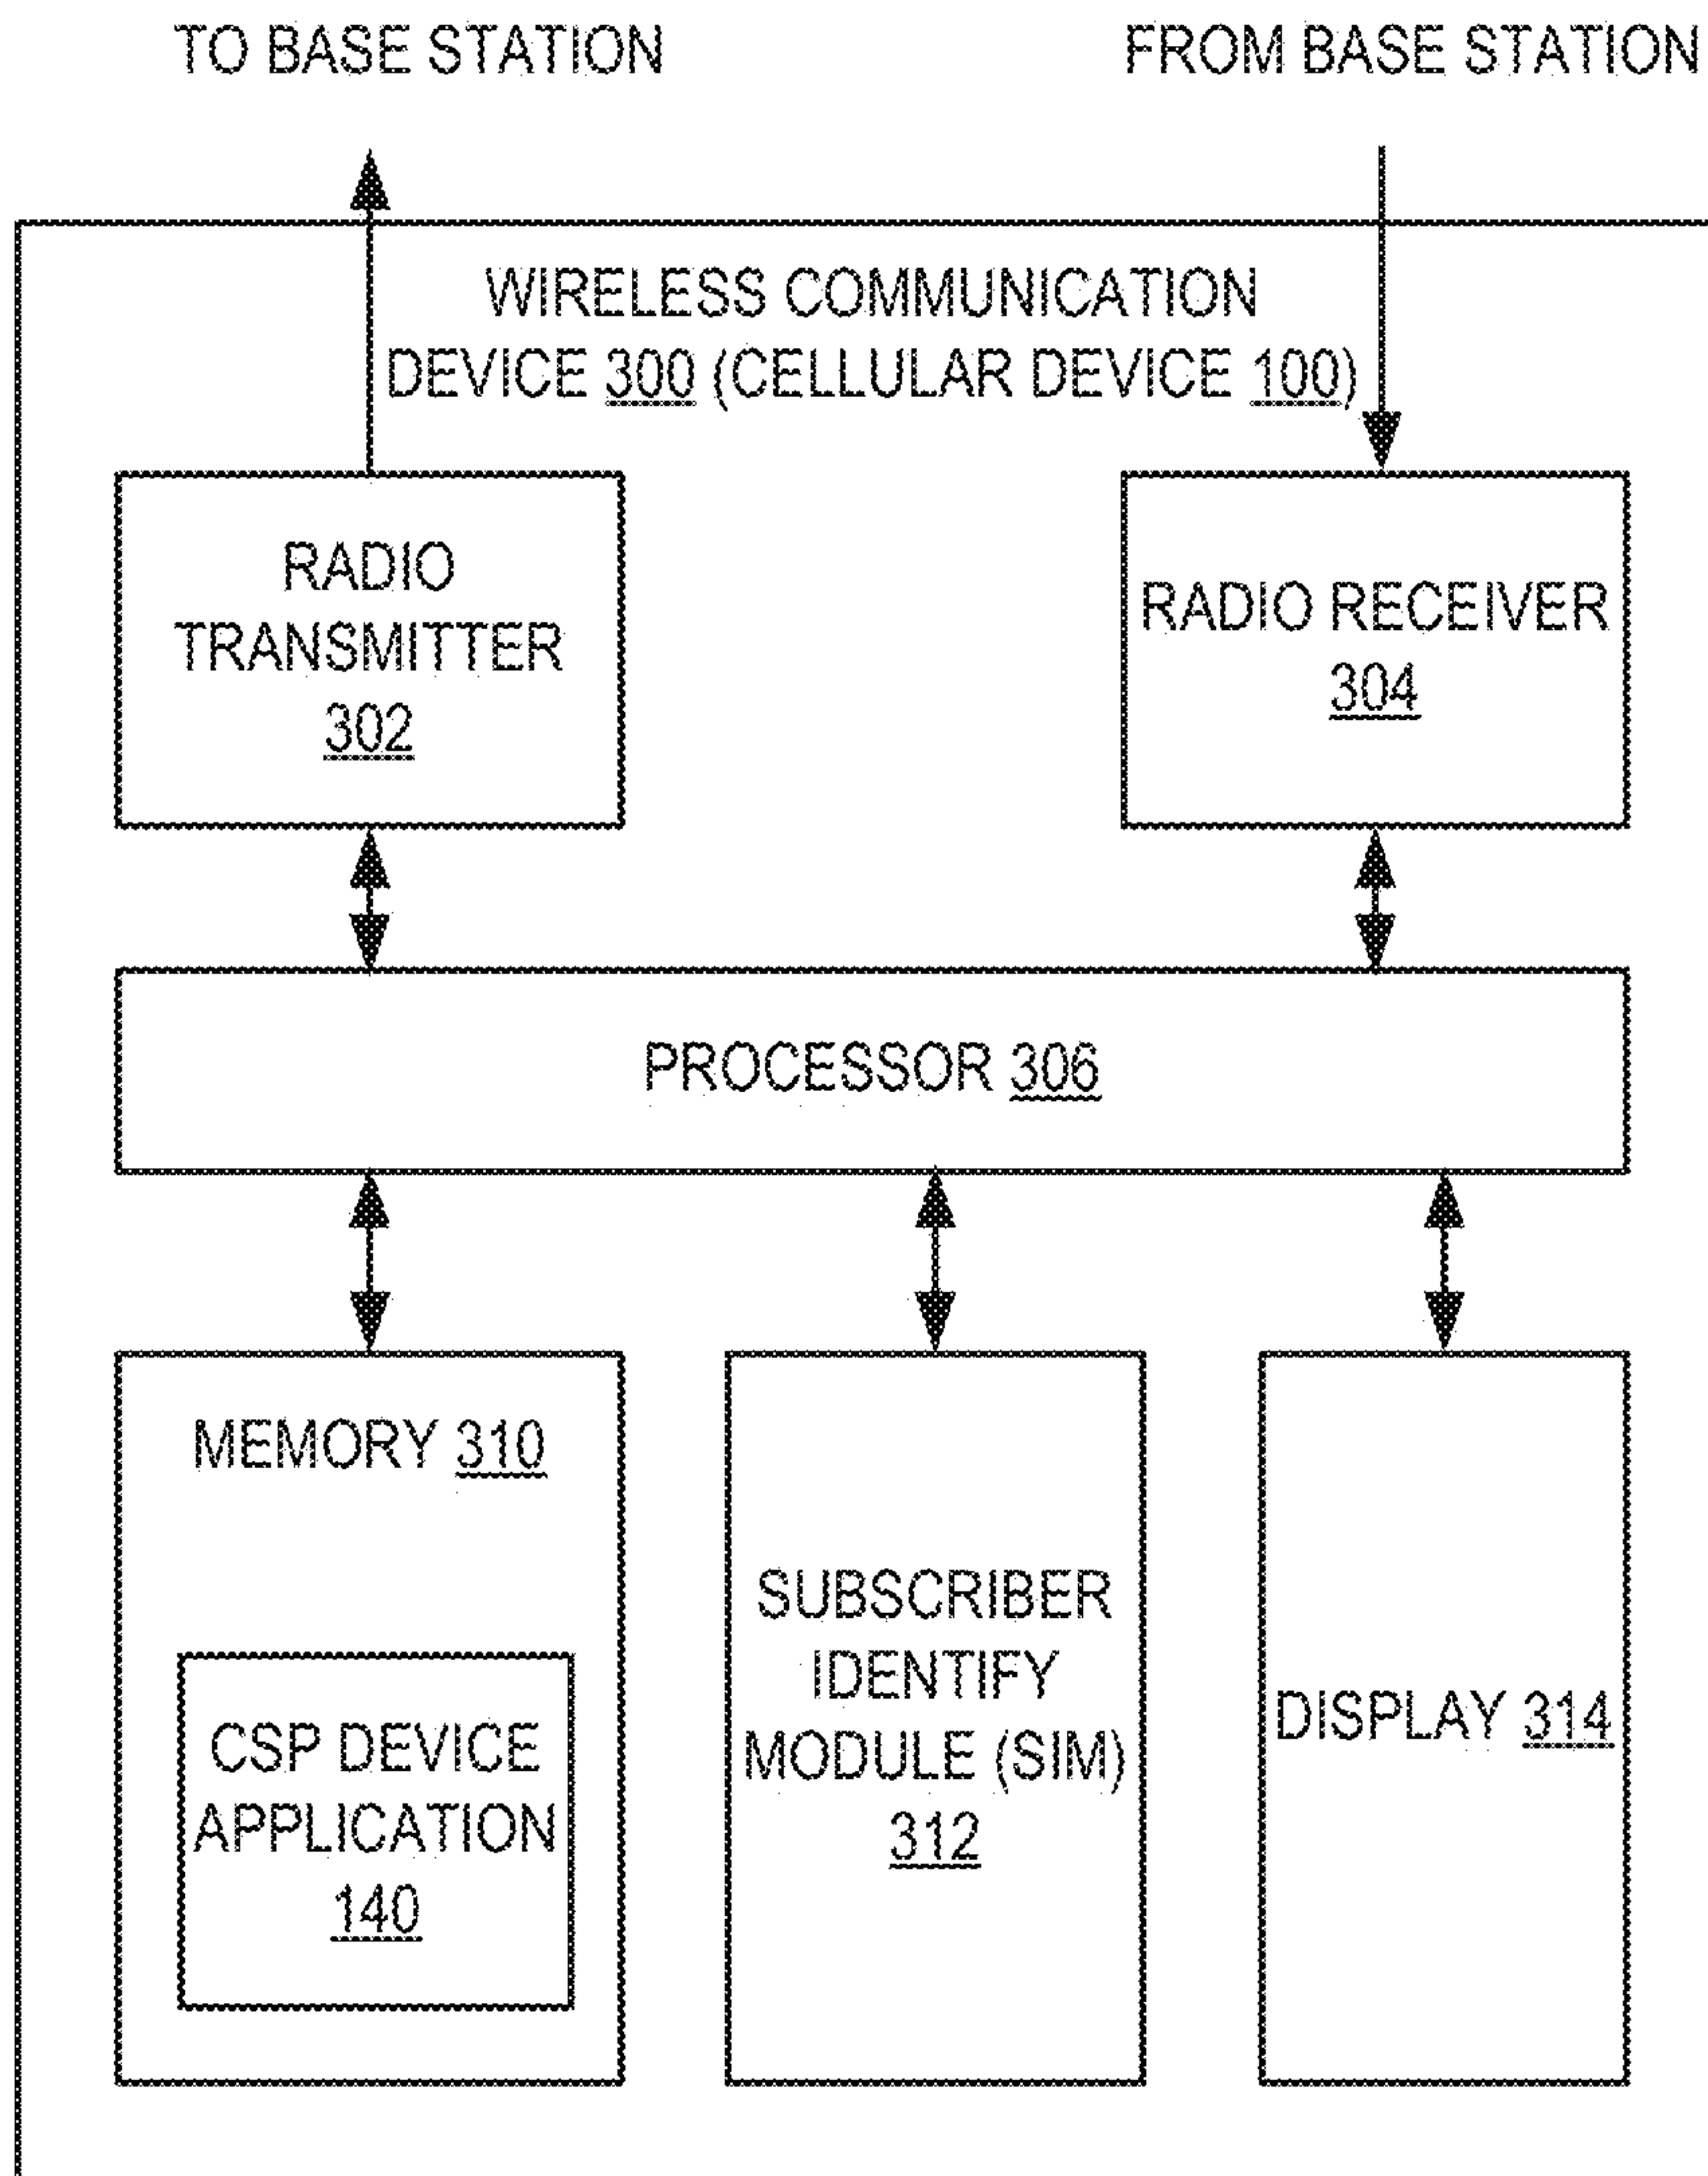 TO BASE STATION
FROM BASE STATION
WIRELESS COMMUNICATION
DEVICE 300 (CELLULAR DEVICE 100)
RADIO
TRANSMITTER
302
RADIO RECEIVER
304
PROCESSOR 306
MEMORY 310
CSP DEVICE
APPLICATION
140
SUBSCRIBER
IDENTIFY
MODULE (SIM)
312
DISPLAY 314